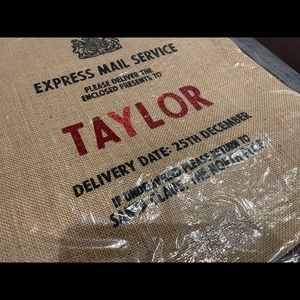 EXPRESS MAIL SERVICE
PLEASE DELIVER THE
ENCLOSED PRESENTS TO
TAYLOR
DELIVERY DATE: 25TH DECEMBER
IF UNDELIVERED PLEASE RETURN TO
SANTA CLAUS, THE NORTH POLE